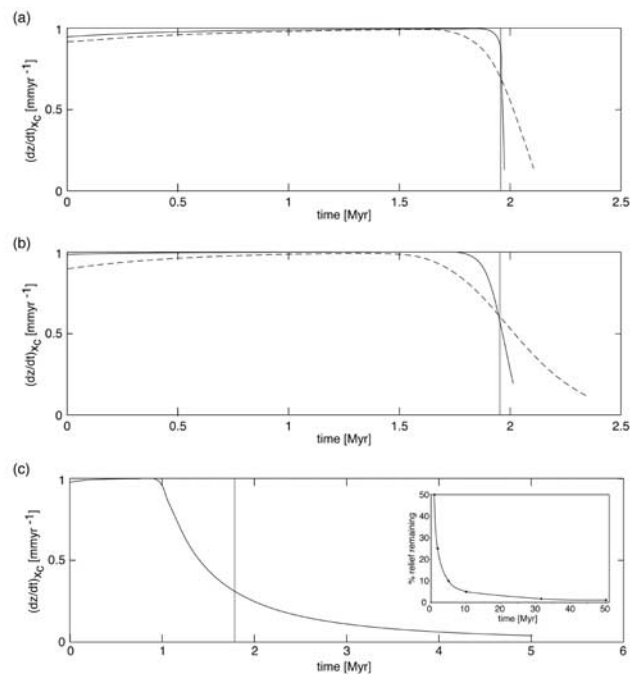 (a)
1
0.5
0
(dz/dt)XC [mmyr -1]
0 0.5 1 1.5 2 2.5
time [Myr]
(b)
1
0.5
0
(dz/dt)XC [mmyr -1]
0 0.5 1 1.5 2 2.5
time [Myr]
(c)
1
0.5
0
(dz/dt)XC [mmyr -1]
0 1 2 3 4 5 6
time [Myr]
50
40
30
20
10
0
% relief remaining
0 10 20 30 40 50
time [Myr]